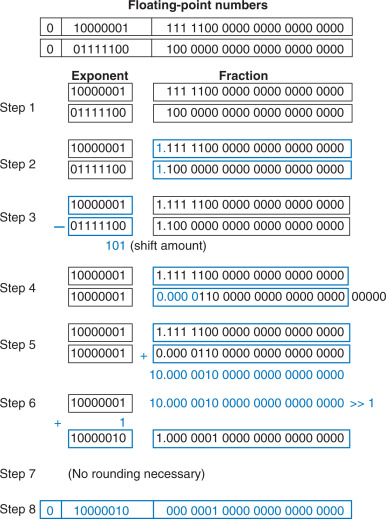 Floating-point numbers
0 10000001 111 1100 0000 0000 0000 0000
0 01111100 100 0000 0000 0000 0000 0000
Exponent Fraction
Step 1
10000001 111 1100 0000 0000 0000 0000
01111100 100 0000 0000 0000 0000 0000
Step 2
10000001 1.111 1100 0000 0000 0000 0000
01111100 1.100 0000 0000 0000 0000 0000
Step 3
10000001 1.111 1100 0000 0000 0000 0000
– 01111100 1.100 0000 0000 0000 0000 0000
101 (shift amount)
Step 4
10000001 1.111 1100 0000 0000 0000 0000
10000001 0.000 0110 0000 0000 0000 0000 00000
Step 5
10000001 1.111 1100 0000 0000 0000 0000
10000001 + 0.000 0110 0000 0000 0000 0000
10.000 0010 0000 0000 0000 0000
Step 6
10000001 10.000 0010 0000 0000 0000 0000 >> 1
+ 1
10000010 1.000 0001 0000 0000 0000 0000
Step 7 (No rounding necessary)
Step 8 0 10000010 000 0001 0000 0000 0000 0000